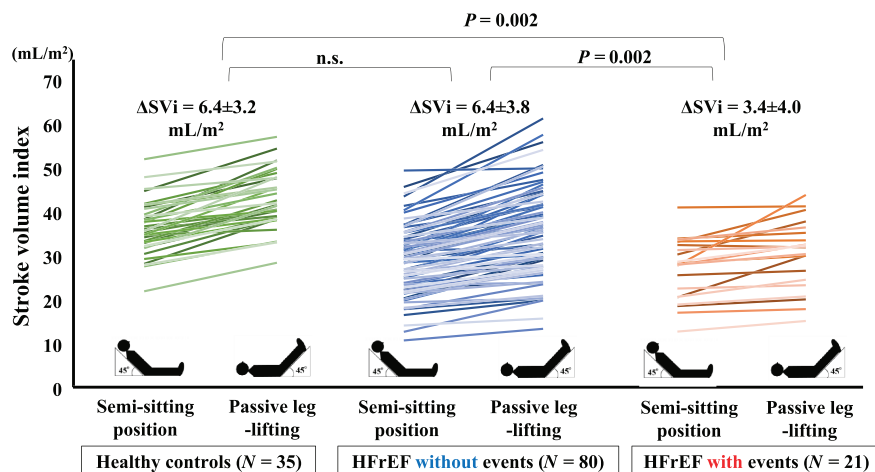 P = 0.002
(mL/m²)
n.s.
P = 0.002
70
ΔSVi = 6.4±3.2
mL/m²
ΔSVi = 6.4±3.8
mL/m²
ΔSVi = 3.4±4.0
mL/m²
60
50
40
30
20
10
0
Stroke volume index
45°
45°
45°
45°
45°
45°
Semi-sitting
position
Passive leg
-lifting
Semi-sitting
position
Passive leg
-lifting
Semi-sitting
position
Passive leg
-lifting
Healthy controls (N = 35)
HFrEF without events (N = 80)
HFrEF with events (N = 21)